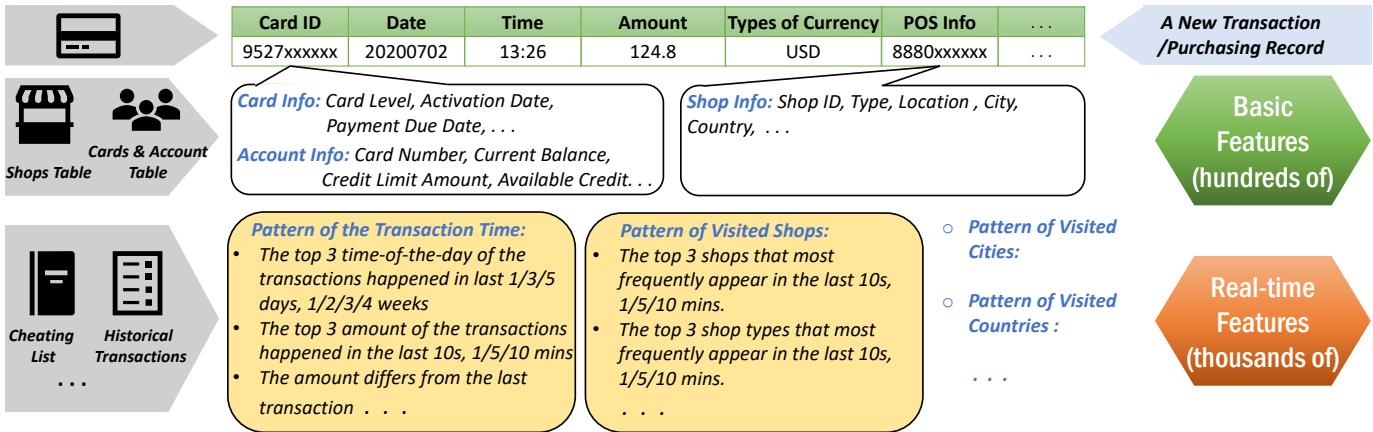 Card ID Date Time Amount Types of Currency POS Info . . .
9527xxxxxx 20200702 13:26 124.8 USD 8880xxxxxx . . .
A New Transaction
/Purchasing Record
Shops Table
Cards & Account
Table
Card Info: Card Level, Activation Date,
Payment Due Date, . . .
Account Info: Card Number, Current Balance,
Credit Limit Amount, Available Credit. . .
Shop Info: Shop ID, Type, Location , City,
Country, . . .
Basic
Features
(hundreds of)
Cheating
List
Historical
Transactions
. . .
Pattern of the Transaction Time:
• The top 3 time-of-the-day of the
transactions happened in last 1/3/5
days, 1/2/3/4 weeks
• The top 3 amount of the transactions
happened in the last 10s, 1/5/10 mins
• The amount differs from the last
transaction . . .
Pattern of Visited Shops:
• The top 3 shops that most
frequently appear in the last 10s,
1/5/10 mins.
• The top 3 shop types that most
frequently appear in the last 10s,
1/5/10 mins.
. . .
○ Pattern of Visited
Cities:
○ Pattern of Visited
Countries :
. . .
Real-time
Features
(thousands of)